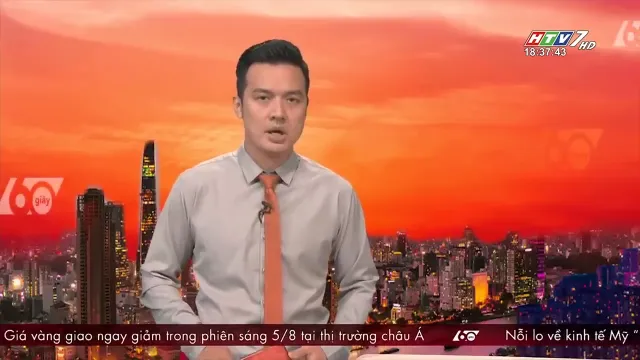 HTV7 HD
18:37:43
60 giây
Giá vàng giao ngay giảm trong phiên sáng 5/8 tại thị trường châu Á 60 Nỗi lo về kinh tế Mỹ "